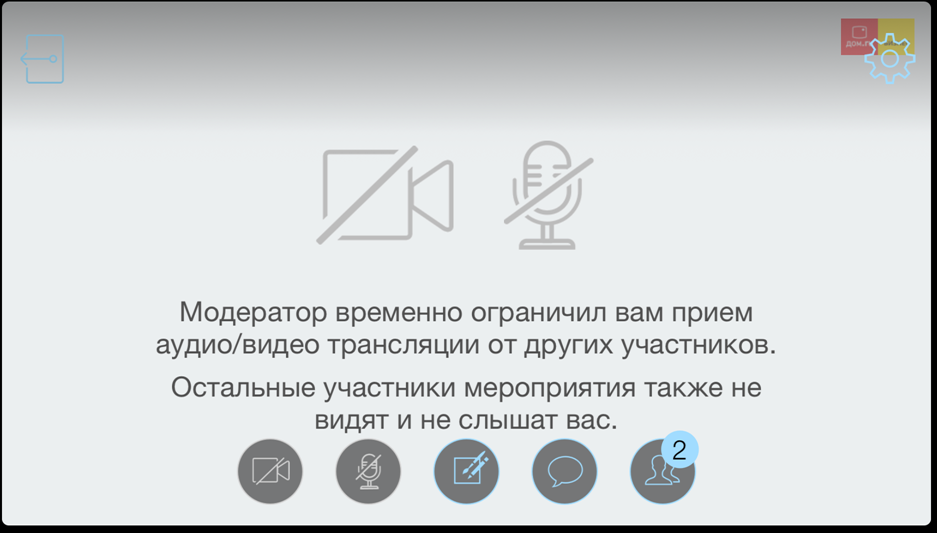 Модератор временно ограничил вам прием
аудио/видео трансляции от других участников.
Остальные участники мероприятия также не
видят и не слышат вас.
2